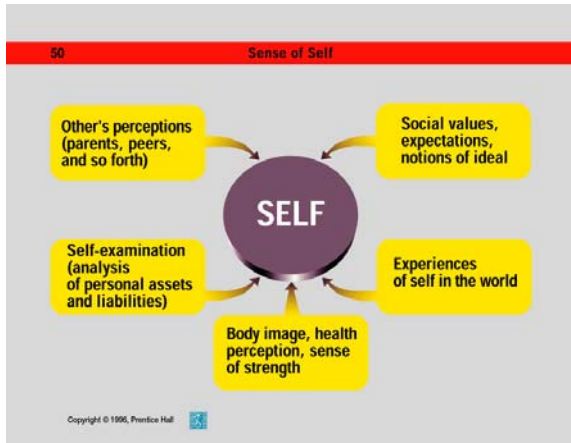 50 Sense of Self
Other's perceptions
(parents, peers,
and so forth)
Social values,
expectations,
notions of ideal
SELF
Self-examination
(analysis
of personal assets
and liabilities)
Experiences
of self in the world
Body image, health
perception, sense
of strength
Copyright © 1996, Prentice Hall